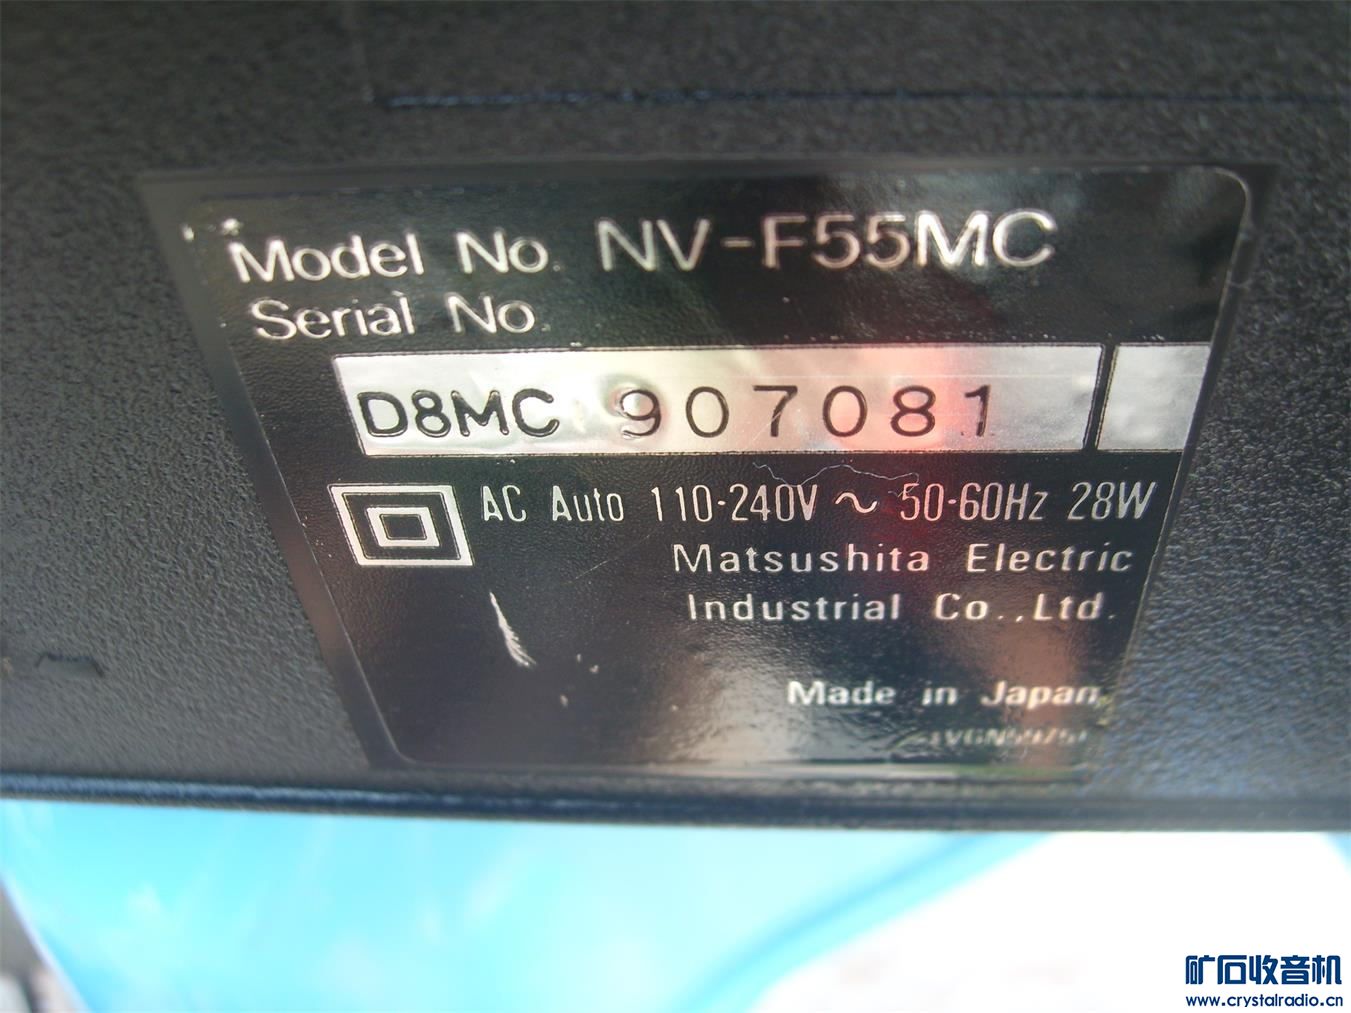 Model No. NV-F55MC
Serial No.
D8MC 907081
AC Auto 110-240V ~ 50-60Hz 28W
Matsushita Electric
Industrial Co.,Ltd.
Made in Japan
矿石收音机
www.crystalradio.cn